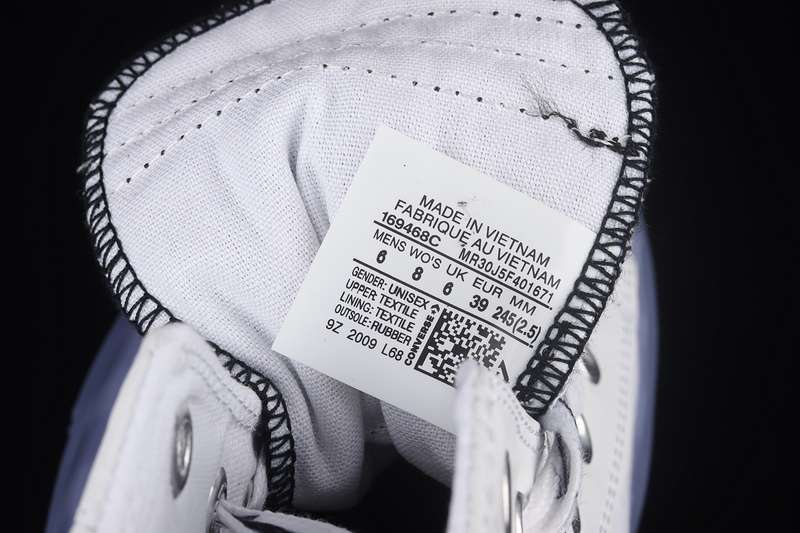 MADE IN VIETNAM
FABRIQUE AU VIETNAM
169468C MR30J5F401671
MENS WO'S UK EUR MM
6 8 6 39 245(2.5)
GENDER: UNISEX
UPPER: TEXTILE
LINING: TEXTILE
OUTSOLE: RUBBER
9Z 2009 L68
CONVERSE